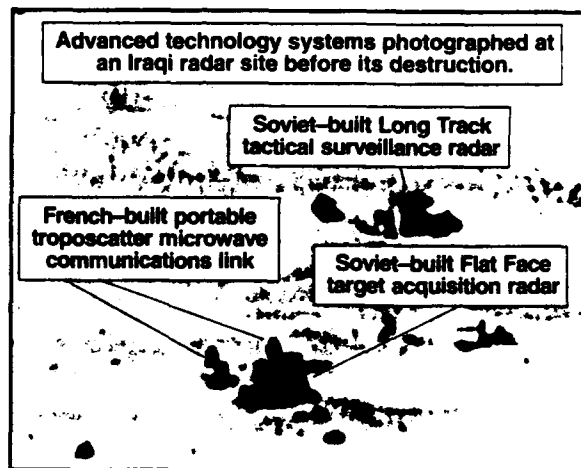 Advanced technology systems photographed at
an Iraqi radar site before its destruction.
Soviet–built Long Track
tactical surveillance radar
French–built portable
troposcatter microwave
communications link
Soviet–built Flat Face
target acquisition radar